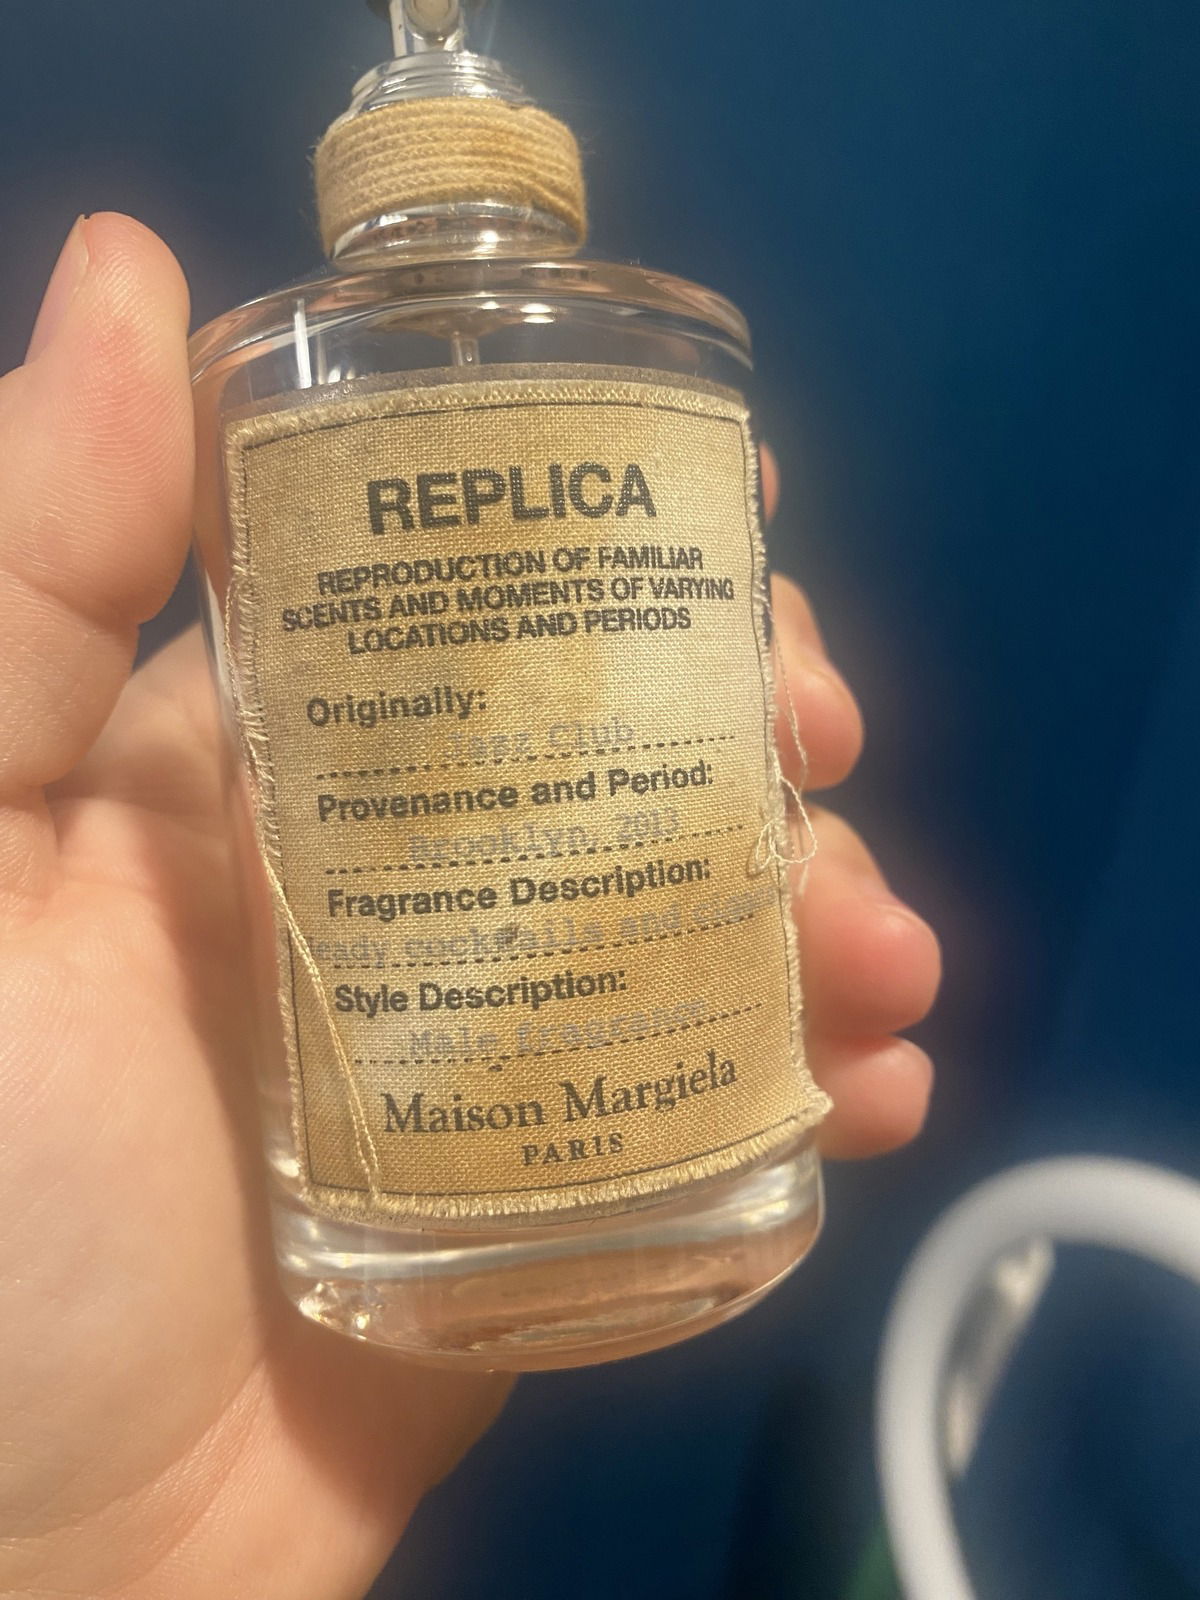 REPLICA
REPRODUCTION OF FAMILIAR
SCENTS AND MOMENTS OF VARYING
LOCATIONS AND PERIODS
Originally:
Jazz Club
Provenance and Period:
Brooklyn, 2013
Fragrance Description:
eady cocktails and
Style Description:
Male fragrance
Maison Margiela
PARIS